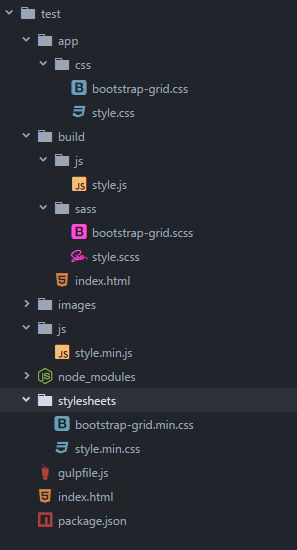 test
app
css
bootstrap-grid.css
style.css
build
js
style.js
sass
bootstrap-grid.scss
style.scss
index.html
images
js
style.min.js
node_modules
stylesheets
bootstrap-grid.min.css
style.min.css
gulpfile.js
index.html
package.json